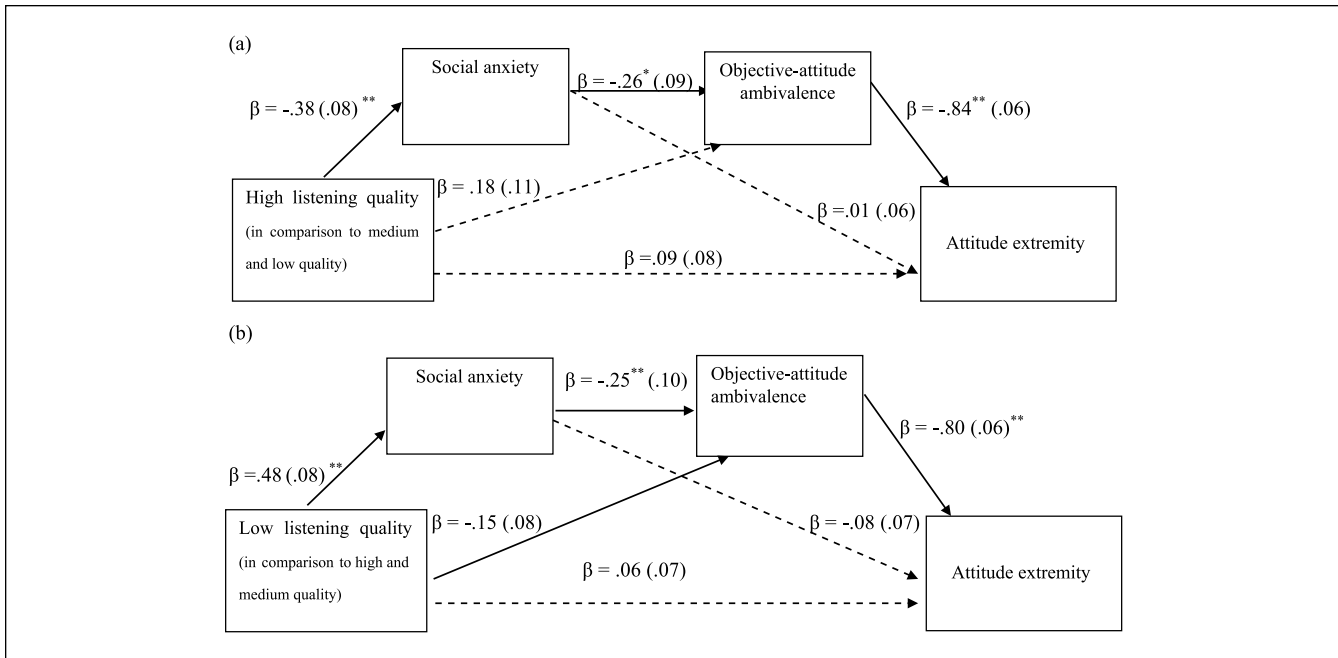 (a)
Social anxiety
β = -.26* (.09)
Objective-attitude
ambivalence
β = -.38 (.08) **
β = -.84** (.06)
High listening quality
(in comparison to medium
and low quality)
β = .18 (.11)
β =.01 (.06)
β =.09 (.08)
Attitude extremity
(b)
Social anxiety
β = -.25** (.10)
Objective-attitude
ambivalence
β =.48 (.08) **
β = -.80 (.06)**
Low listening quality
(in comparison to high and
medium quality)
β = -.15 (.08)
β = -.08 (.07)
β = .06 (.07)
Attitude extremity